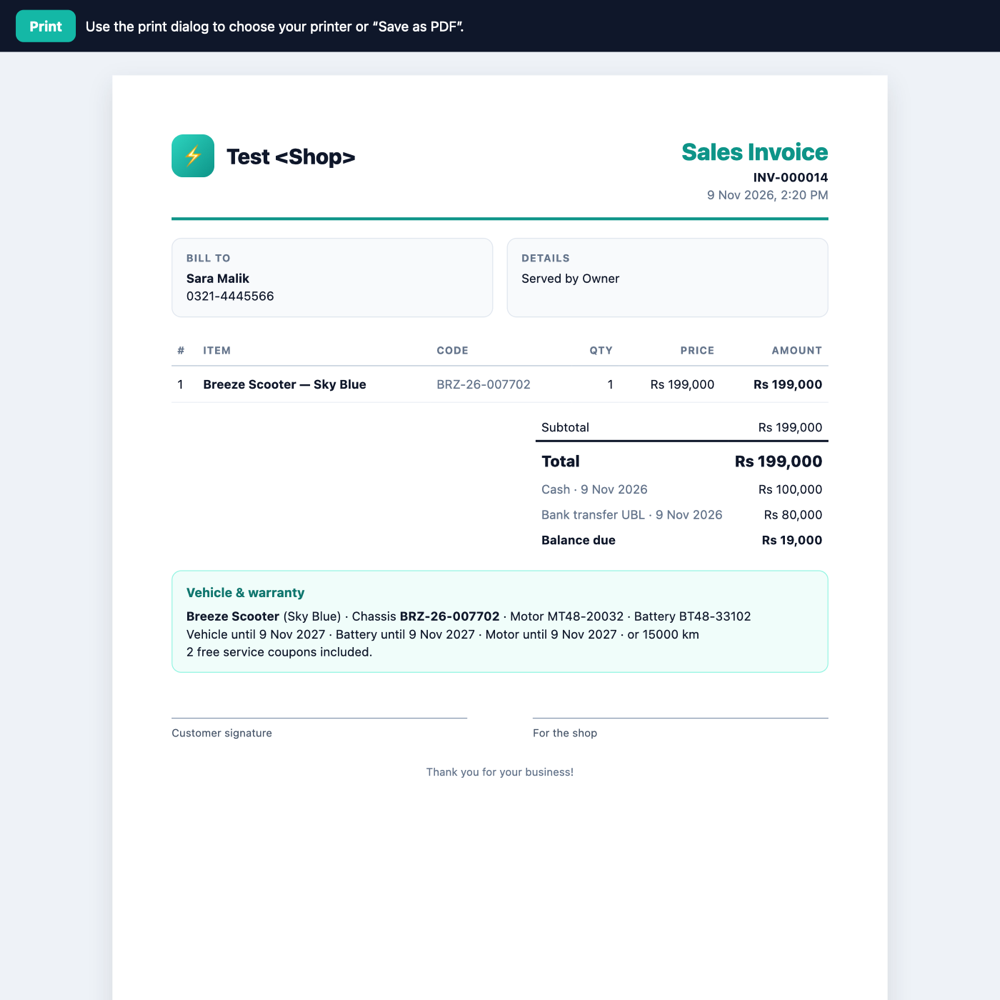 Print Use the print dialog to choose your printer or “Save as PDF”.
⚡ Test <Shop>
Sales Invoice
INV-000014
9 Nov 2026, 2:20 PM
BILL TO
Sara Malik
0321-4445566
DETAILS
Served by Owner
# ITEM CODE QTY PRICE AMOUNT
1 Breeze Scooter — Sky Blue BRZ-26-007702 1 Rs 199,000 Rs 199,000
Subtotal Rs 199,000
Total Rs 199,000
Cash · 9 Nov 2026 Rs 100,000
Bank transfer UBL · 9 Nov 2026 Rs 80,000
Balance due Rs 19,000
Vehicle & warranty
Breeze Scooter (Sky Blue) · Chassis BRZ-26-007702 · Motor MT48-20032 · Battery BT48-33102
Vehicle until 9 Nov 2027 · Battery until 9 Nov 2027 · Motor until 9 Nov 2027 · or 15000 km
2 free service coupons included.
Customer signature
For the shop
Thank you for your business!